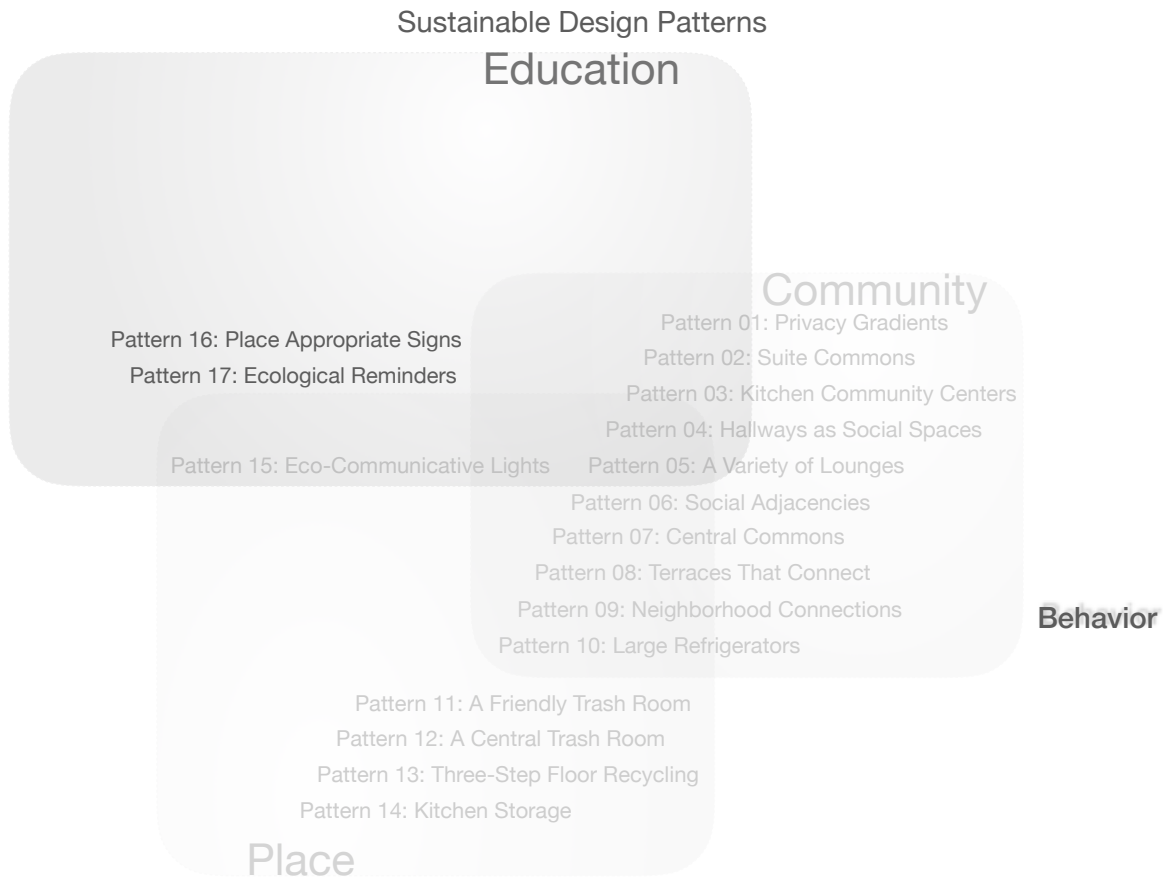 Sustainable Design Patterns
Education
Community
Pattern 01: Privacy Gradients
Pattern 16: Place Appropriate Signs
Pattern 02: Suite Commons
Pattern 17: Ecological Reminders
Pattern 03: Kitchen Community Centers
Pattern 04: Hallways as Social Spaces
Pattern 15: Eco-Communicative Lights
Pattern 05: A Variety of Lounges
Pattern 06: Social Adjacencies
Pattern 07: Central Commons
Pattern 08: Terraces That Connect
Pattern 09: Neighborhood Connections
Behavior
Pattern 10: Large Refrigerators
Pattern 11: A Friendly Trash Room
Pattern 12: A Central Trash Room
Pattern 13: Three-Step Floor Recycling
Pattern 14: Kitchen Storage
Place